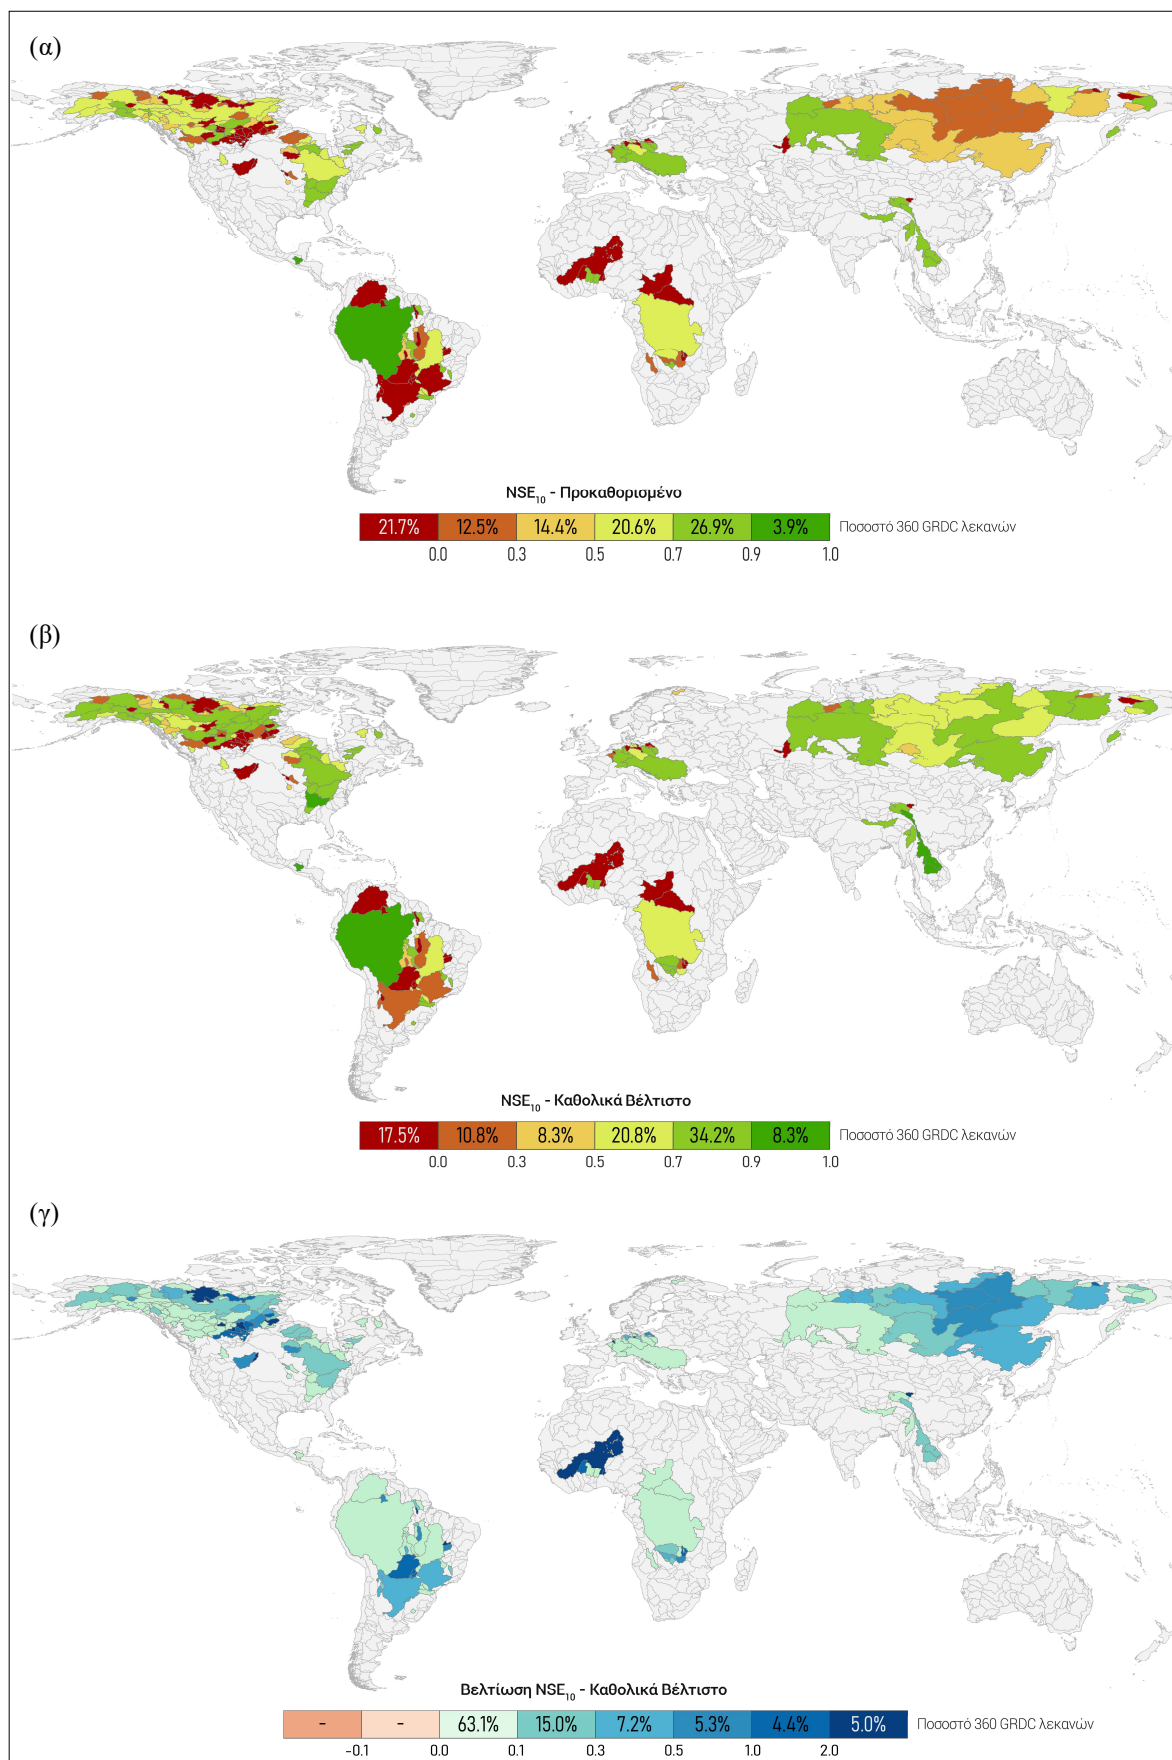 (α)
NSE10 - Προκαθορισμένο
21.7% 12.5% 14.4% 20.6% 26.9% 3.9% Ποσοστό 360 GRDC λεκανών
0.0 0.3 0.5 0.7 0.9 1.0
(β)
NSE10 - Καθολικά Βέλτιστο
17.5% 10.8% 8.3% 20.8% 34.2% 8.3% Ποσοστό 360 GRDC λεκανών
0.0 0.3 0.5 0.7 0.9 1.0
(γ)
Βελτίωση NSE10 - Καθολικά Βέλτιστο
- - 63.1% 15.0% 7.2% 5.3% 4.4% 5.0% Ποσοστό 360 GRDC λεκανών
-0.1 0.0 0.1 0.3 0.5 1.0 2.0